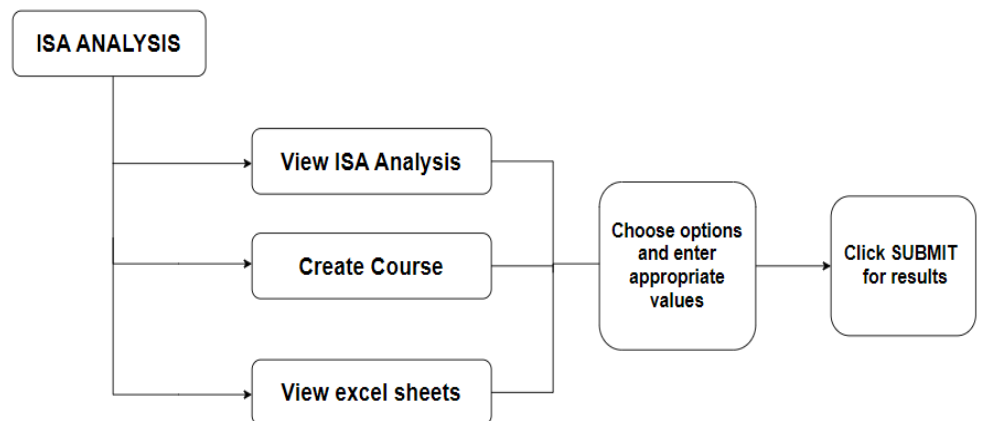 ISA ANALYSIS
View ISA Analysis
Create Course
View excel sheets
Choose options
and enter
appropriate
values
Click SUBMIT
for results